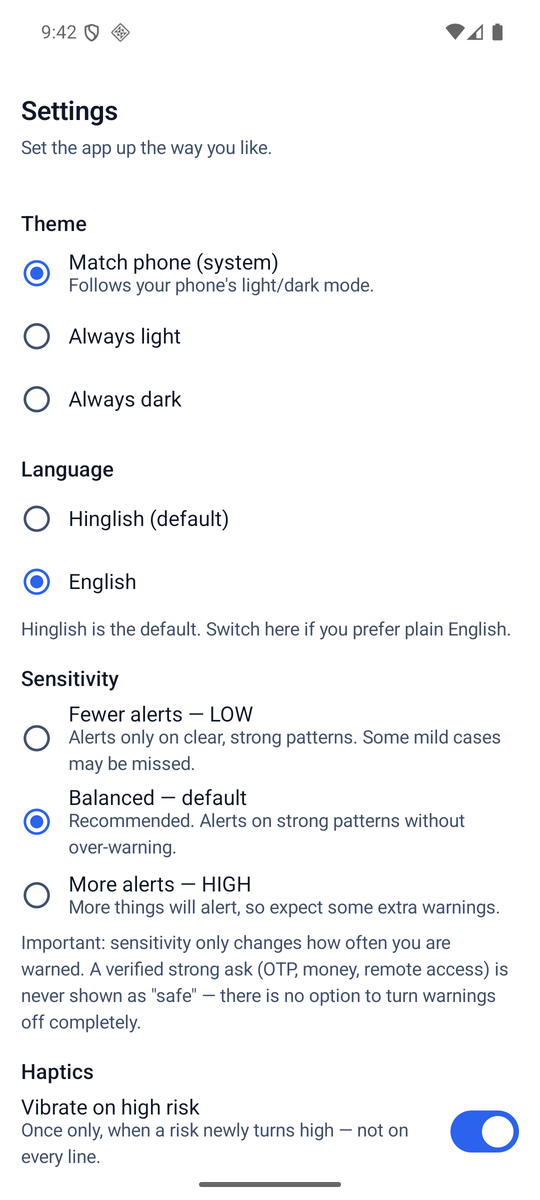 9:42
Settings
Set the app up the way you like.
Theme
Match phone (system)
Follows your phone's light/dark mode.
Always light
Always dark
Language
Hinglish (default)
English
Hinglish is the default. Switch here if you prefer plain English.
Sensitivity
Fewer alerts — LOW
Alerts only on clear, strong patterns. Some mild cases
may be missed.
Balanced — default
Recommended. Alerts on strong patterns without
over-warning.
More alerts — HIGH
More things will alert, so expect some extra warnings.
Important: sensitivity only changes how often you are
warned. A verified strong ask (OTP, money, remote access) is
never shown as "safe" — there is no option to turn warnings
off completely.
Haptics
Vibrate on high risk
Once only, when a risk newly turns high — not on
every line.